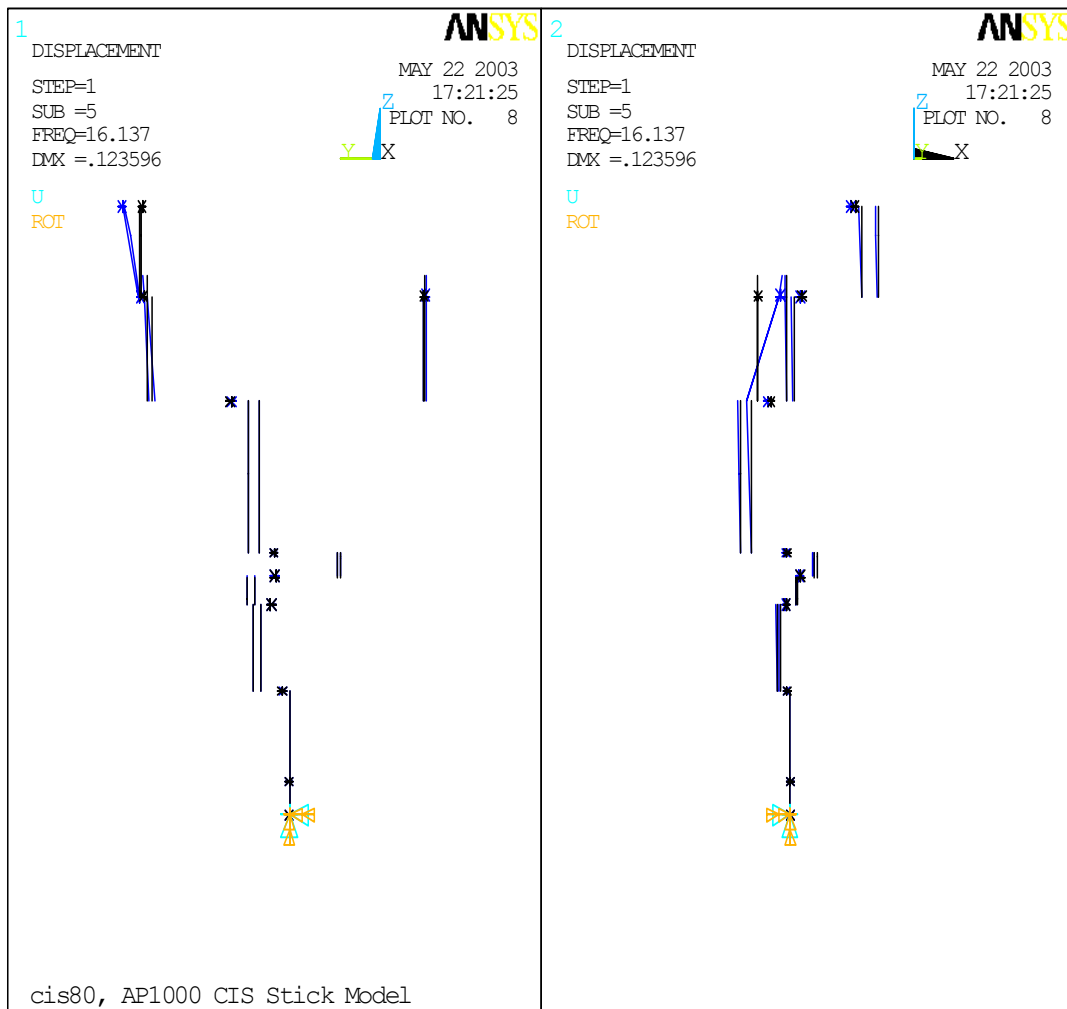 1
ANSYS
DISPLACEMENT
MAY 22 2003
STEP=1
17:21:25
SUB =5
PLOT NO. 8
FREQ=16.137
DMX =.123596
Z
Y
X
U
ROT
cis80, AP1000 CIS Stick Model
2
ANSYS
DISPLACEMENT
MAY 22 2003
STEP=1
17:21:25
SUB =5
PLOT NO. 8
FREQ=16.137
DMX =.123596
Z
Y
X
U
ROT